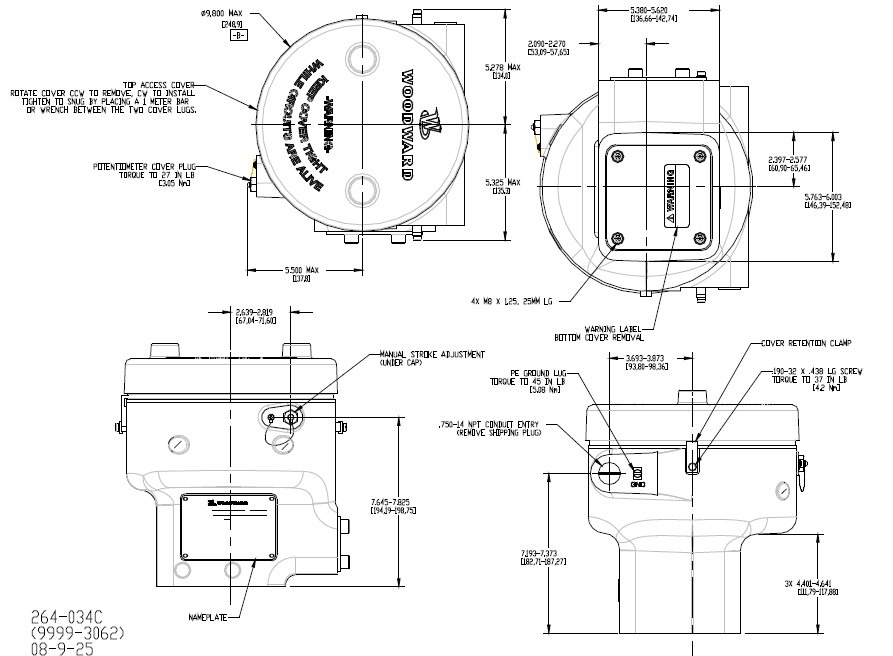 ⌀9,800 MAX
[248,9]
-B-
TOP ACCESS COVER
ROTATE COVER CCW TO REMOVE, CW TO INSTALL
TIGHTEN TO SNUG BY PLACING A 1 METER BAR
OR WRENCH BETWEEN THE TWO COVER LUGS.
POTENTIOMETER COVER PLUG
TORQUE TO 27 IN LB
[3.05 Nm]
-WARNING-
KEEP COVER TIGHT
WHILE CIRCUITS ARE ALIVE
WOODWARD
5,278 MAX
[134,0]
5,325 MAX
5,500 MAX
[137,8]
5,380-5,620
[136,66-142,74]
2,090-2,270
[53,09-57,65]
2,397-2,577
[60,90-65,46]
5,763-6,003
[146,39-152,48]
WARNING
4X M8 X 1,25, 25MM LG
WARNING LABEL
BOTTOM COVER REMOVAL
2,639-2,819
[67,04-71,60]
MANUAL STROKE ADJUSTMENT
(UNDER CAP)
7,645-7,825
[194,19-198,75]
WOODWARD
NAMEPLATE
COVER RETENTION CLAMP
3,693-3,873
[93,80-98,36]
PE GROUND LUG
TORQUE TO 45 IN LB
[5,08 Nm]
.190-32 X .438 LG SCREW
TORQUE TO 37 IN LB
[4,2 Nm]
.750-14 NPT CONDUIT ENTRY
(REMOVE SHIPPING PLUG)
GND
7,193-7,373
[182,71-187,27]
3X 4,401-4,641
[111,79-117,88]
264-034C
(9999-3062)
08-9-25